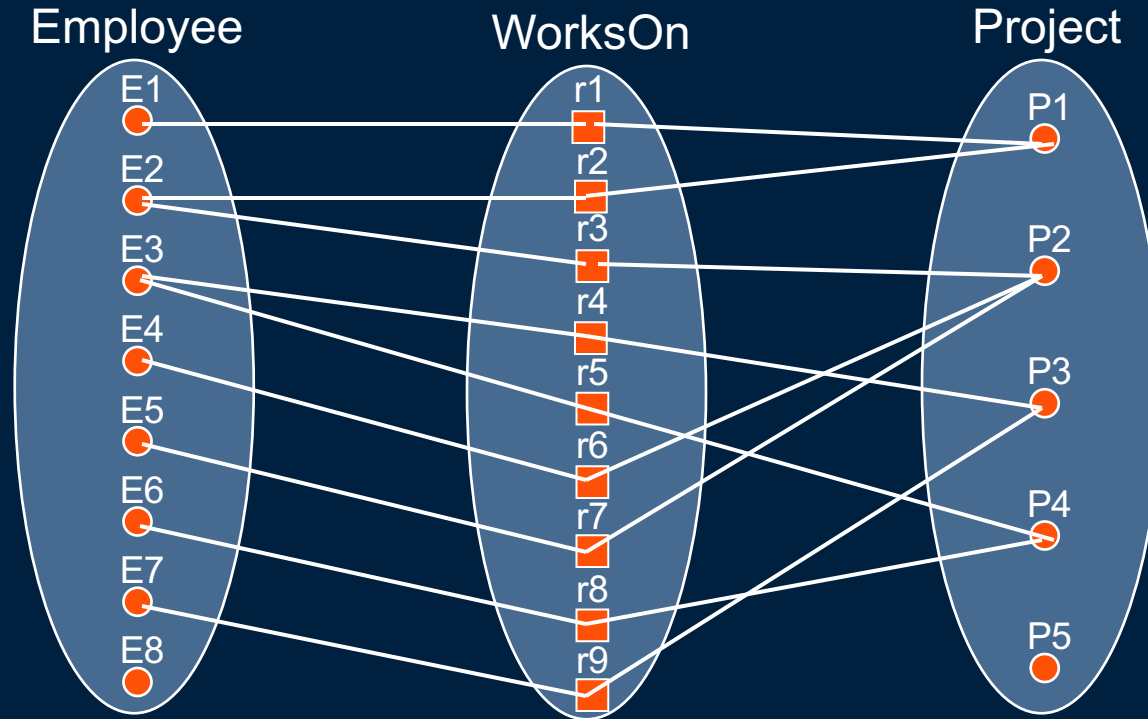 Employee
WorksOn
Project
E1
E2
E3
E4
E5
E6
E7
E8
r1
r2
r3
r4
r5
r6
r7
r8
r9
P1
P2
P3
P4
P5